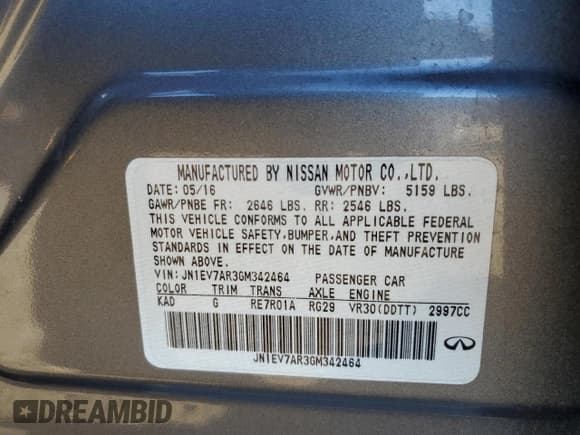 MANUFACTURED BY NISSAN MOTOR CO.,LTD.
DATE: 05/16 GVWR/PNBV: 5159 LBS.
GAWR/PNBE FR: 2646 LBS. RR: 2546 LBS.
THIS VEHICLE CONFORMS TO ALL APPLICABLE FEDERAL
MOTOR VEHICLE SAFETY,BUMPER,AND THEFT PREVENTION
STANDARDS IN EFFECT ON THE DATE OF MANUFACTURE
SHOWN ABOVE.
VIN: JN1EV7AR3GM342464 PASSENGER CAR
COLOR TRIM TRANS AXLE ENGINE
KAD G RE7R01A RG29 VR30(DDTT) 2997CC
JN1EV7AR3GM342464
DREAMBID